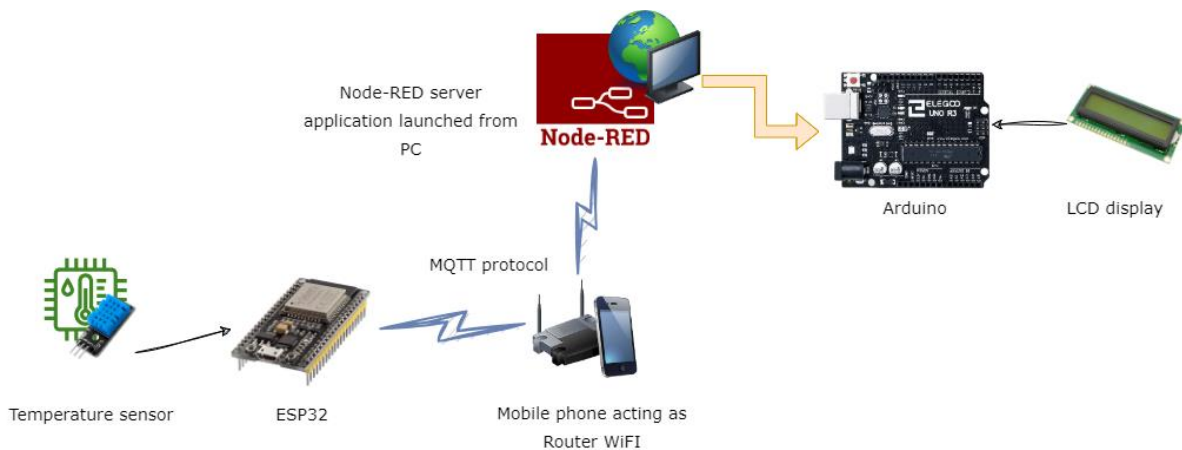 Node-RED server
application launched from
PC
Node-RED
ELEGOO
UNO R3
Arduino
LCD display
MQTT protocol
Temperature sensor
ESP32
Mobile phone acting as
Router WiFI